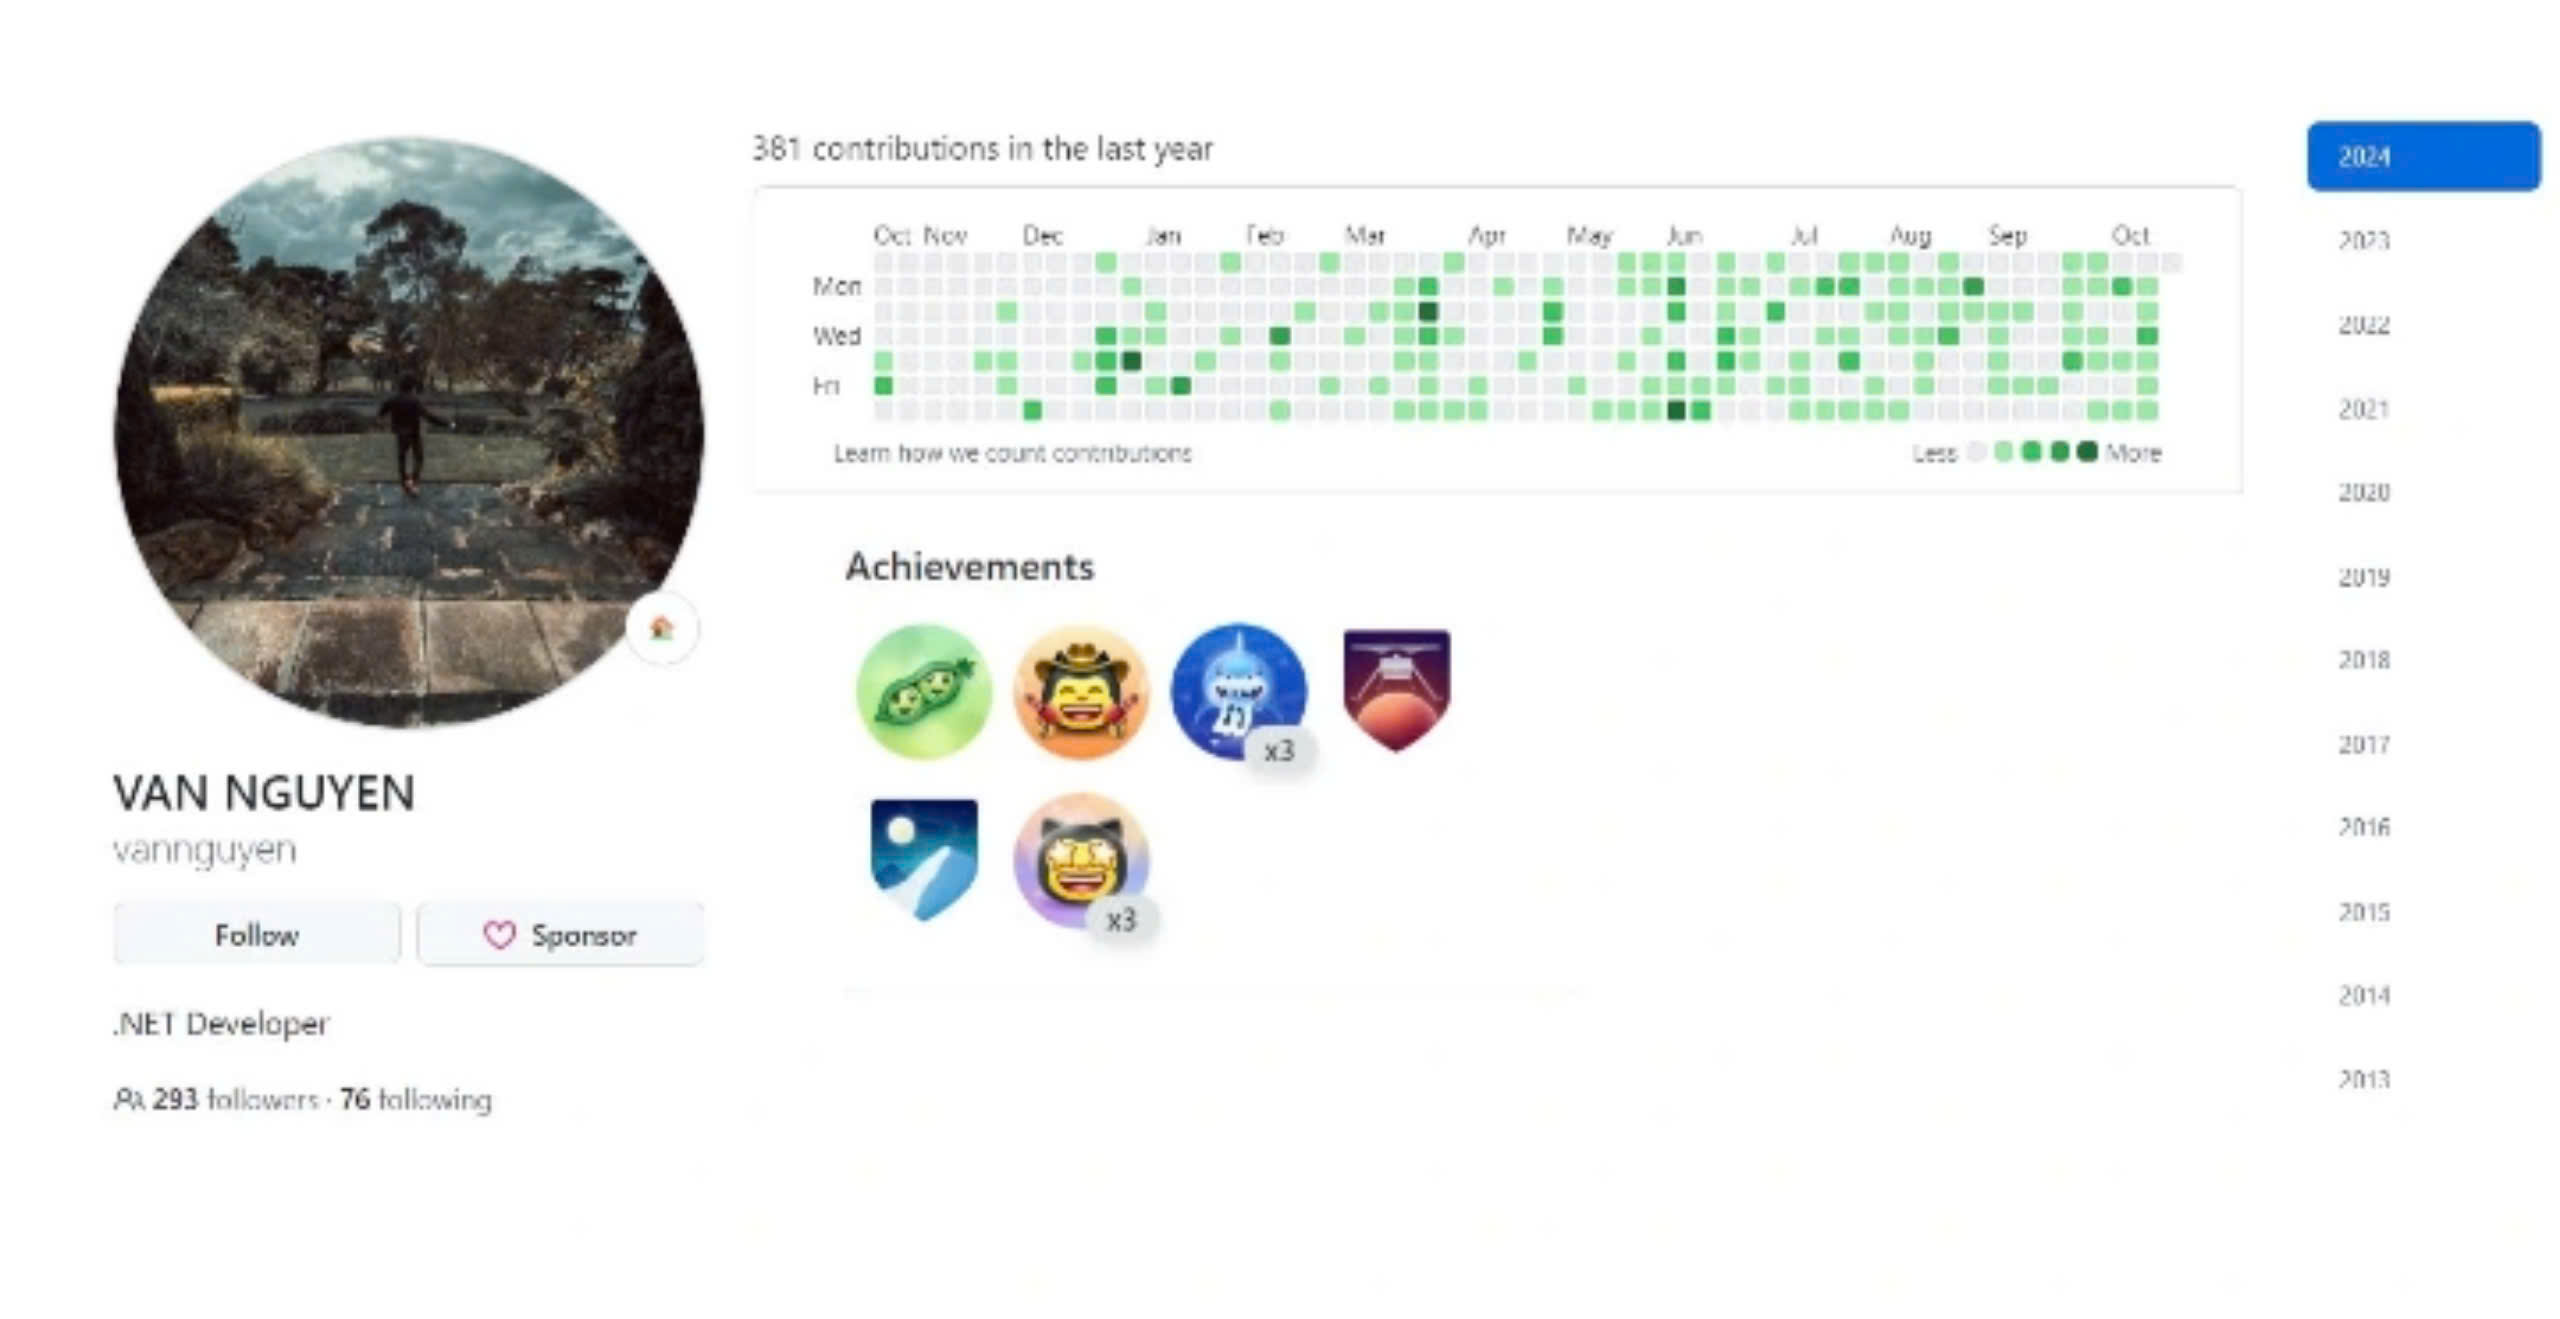 381 contributions in the last year
2024
Oct Nov Dec Jan Feb Mar Apr May Jun Jul Aug Sep Oct
2023
Mon
Wed
2022
Fri
2021
Learn how we count contributions
Less More
2020
Achievements
2019
2018
x3
2017
VAN NGUYEN
2016
vannguyen
x3
2015
Follow
Sponsor
2014
.NET Developer
2013
293 followers · 76 following